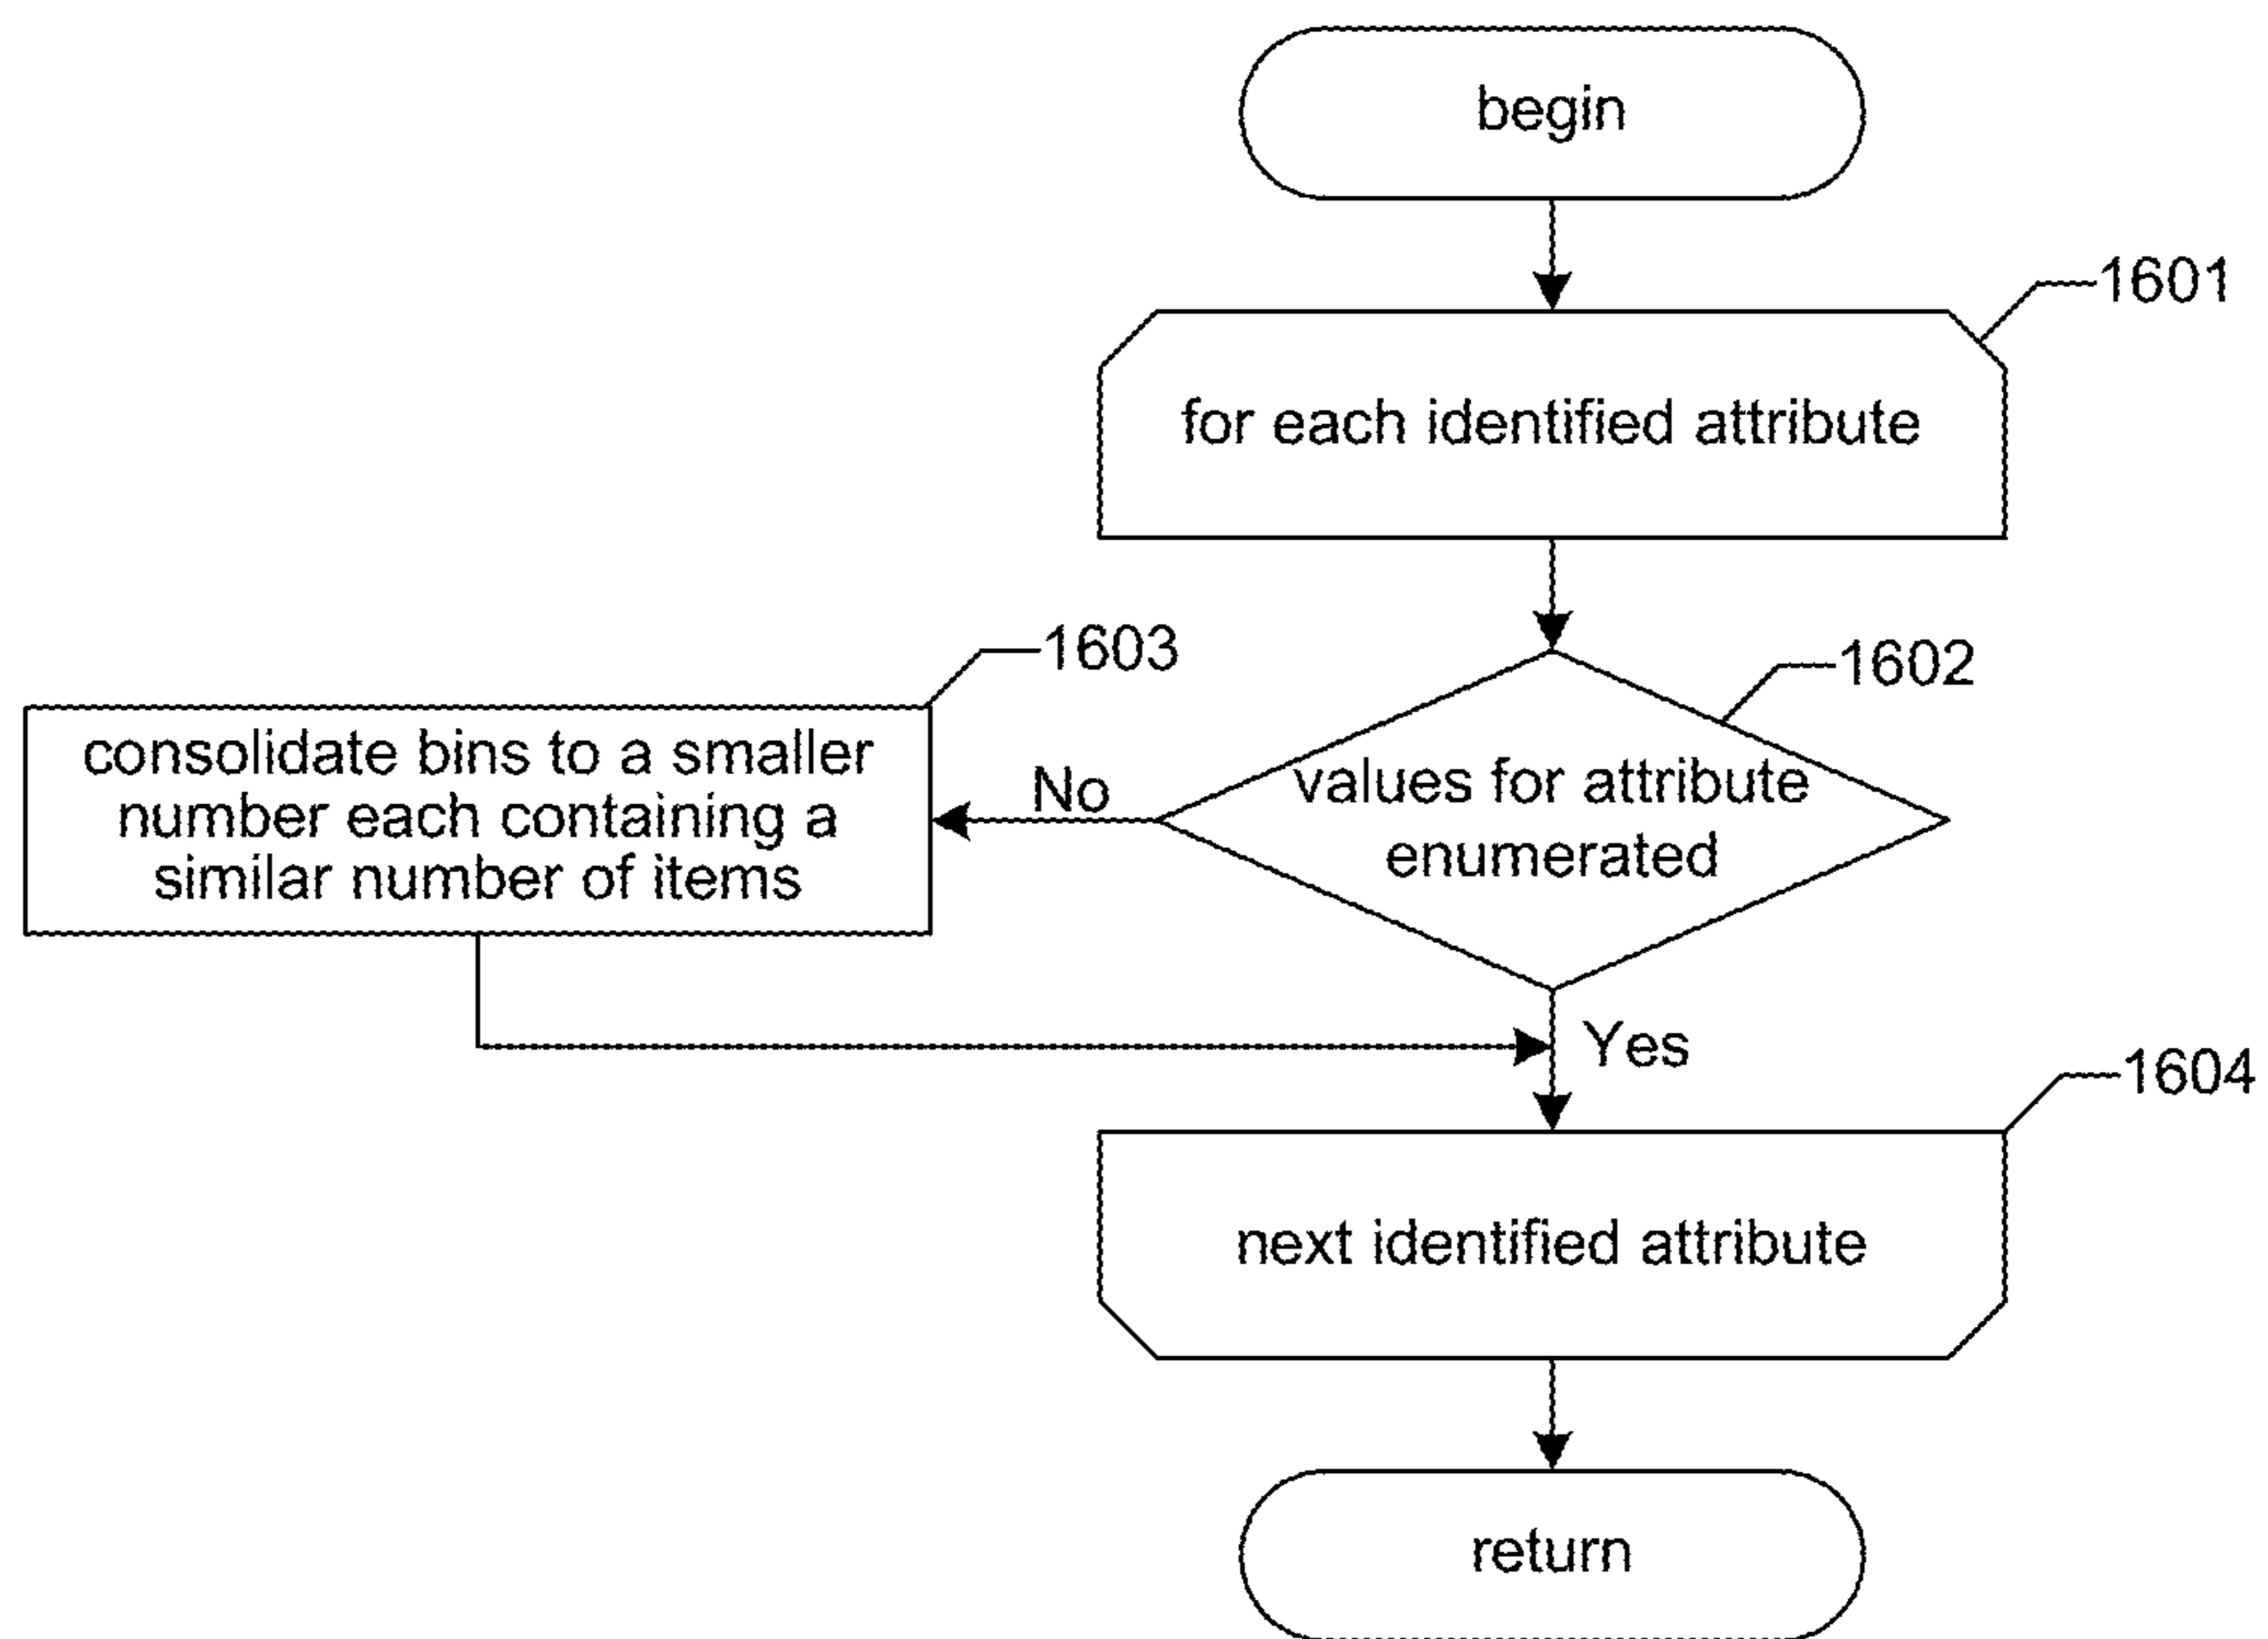 begin
1601
for each identified attribute
1603
1602
consolidate bins to a smaller
number each containing a
similar number of items
No
values for attribute
enumerated
Yes
1604
next identified attribute
return